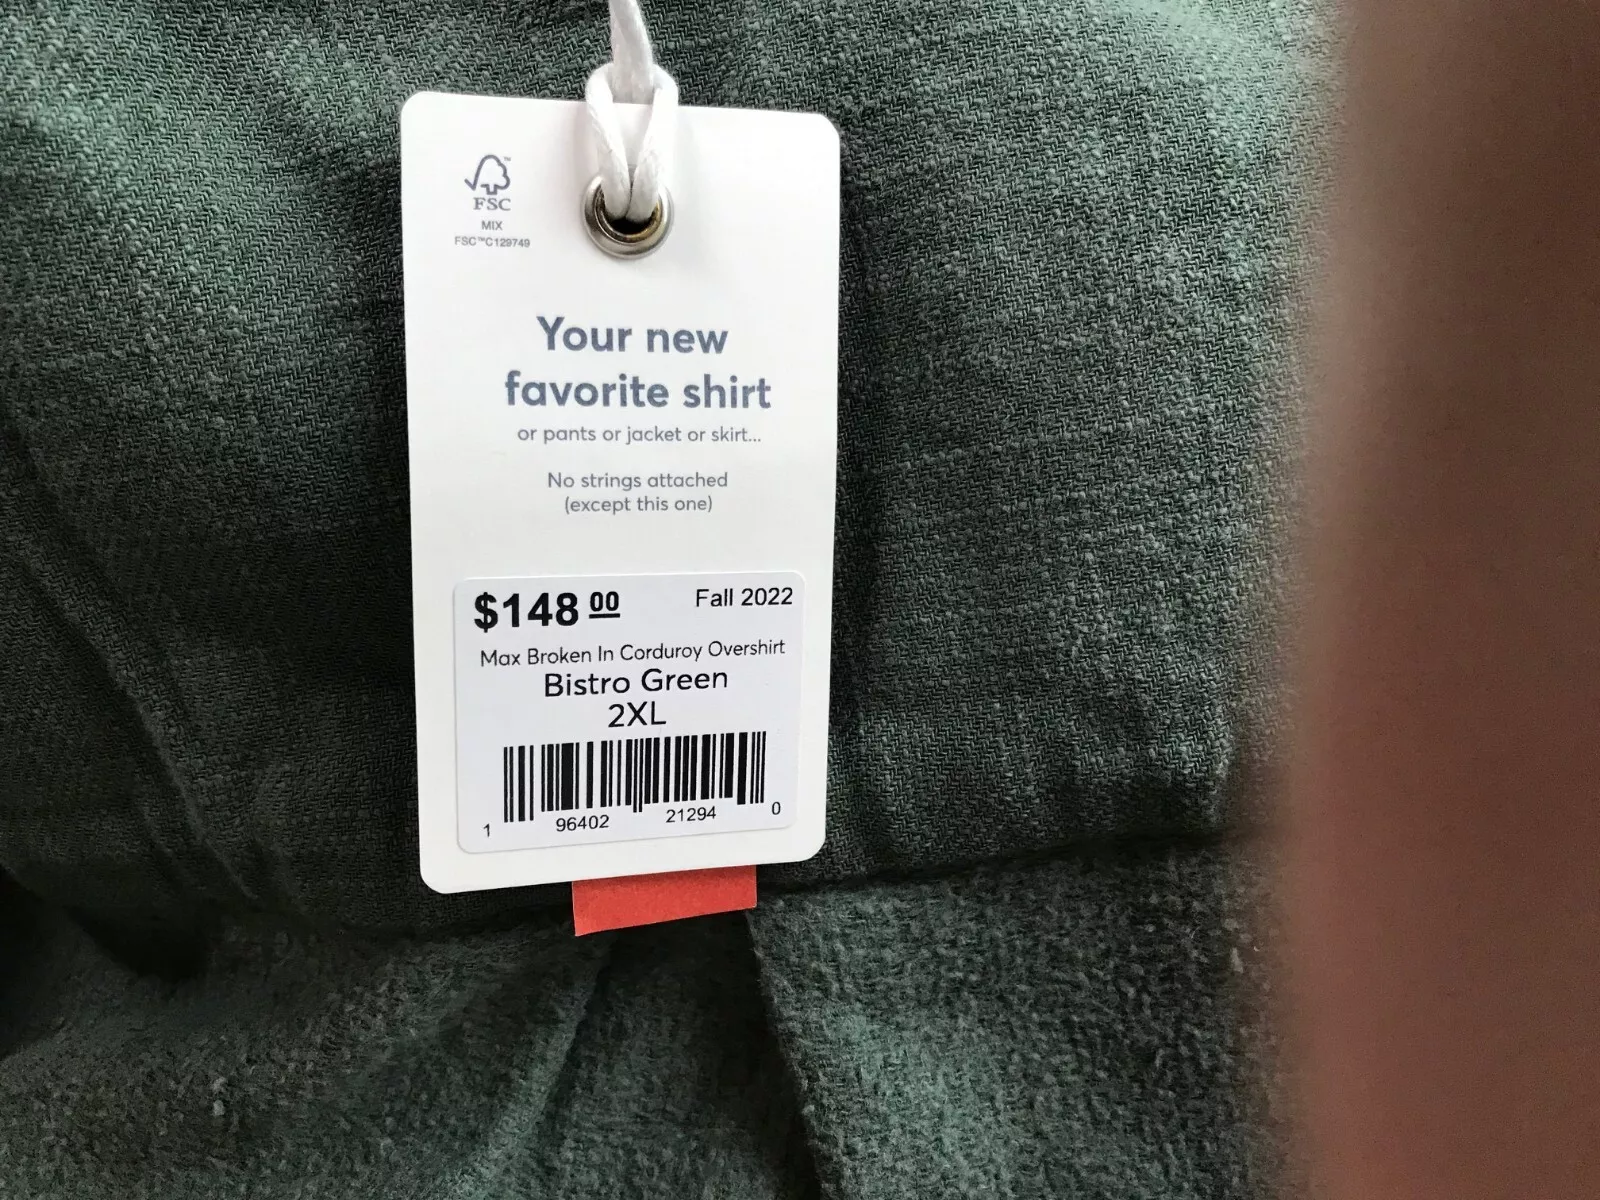 FSC
MIX
FSC™C129749
Your new
favorite shirt
or pants or jacket or skirt...
No strings attached
(except this one)
$148 00 Fall 2022
Max Broken In Corduroy Overshirt
Bistro Green
2XL
1 96402 21294 0